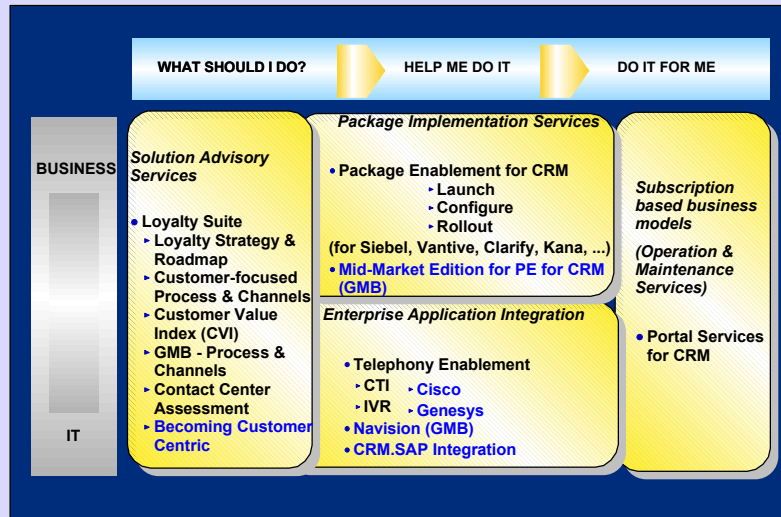 WHAT SHOULD I DO?
HELP ME DO IT
DO IT FOR ME
BUSINESS
IT
Solution Advisory
Services
• Loyalty Suite
▸ Loyalty Strategy &
Roadmap
▸ Customer-focused
Process & Channels
▸ Customer Value
Index (CVI)
▸ GMB - Process &
Channels
▸ Contact Center
Assessment
▸ Becoming Customer
Centric
Package Implementation Services
• Package Enablement for CRM
▸ Launch
▸ Configure
▸ Rollout
(for Siebel, Vantive, Clarify, Kana, ...)
• Mid-Market Edition for PE for CRM
(GMB)
Enterprise Application Integration
• Telephony Enablement
▸ CTI ▸ Cisco
▸ IVR ▸ Genesys
• Navision (GMB)
• CRM.SAP Integration
Subscription
based business
models
(Operation &
Maintenance
Services)
• Portal Services
for CRM